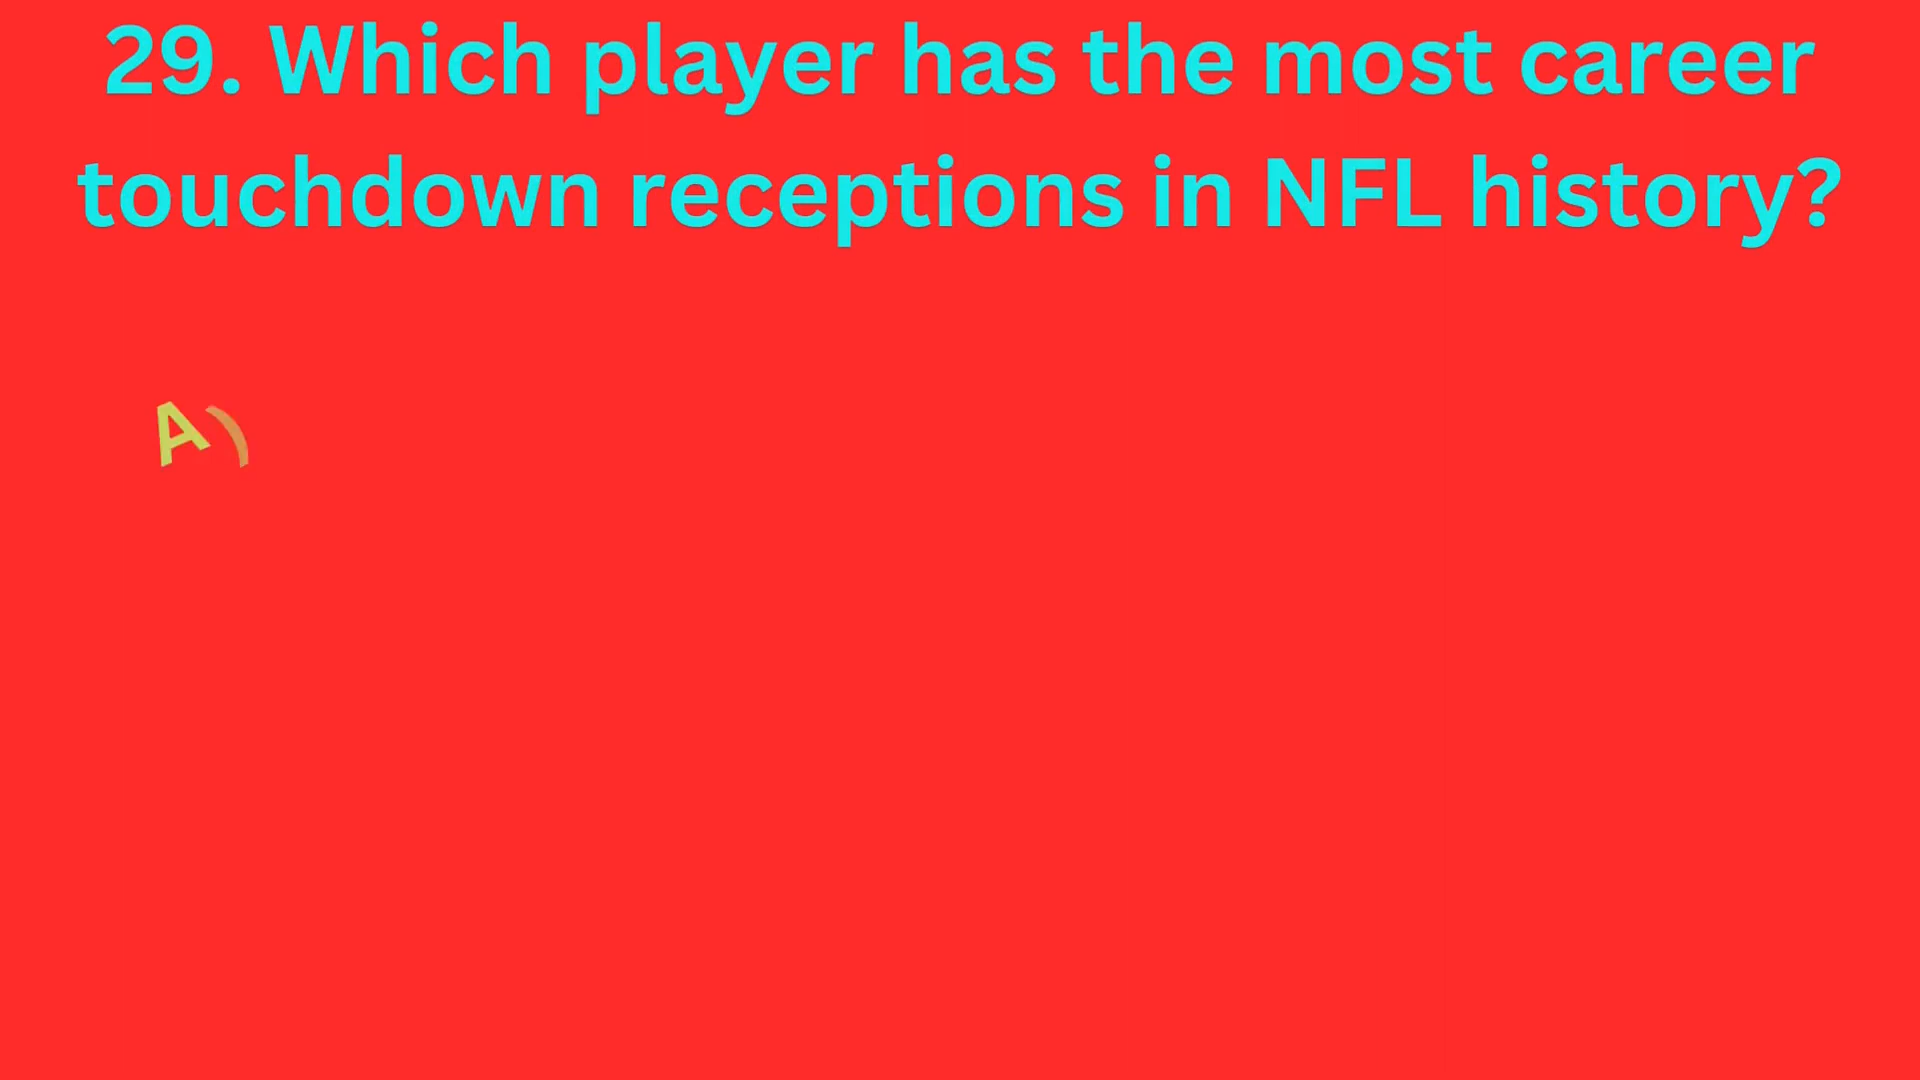 29. Which player has the most career
touchdown receptions in NFL history?
A)